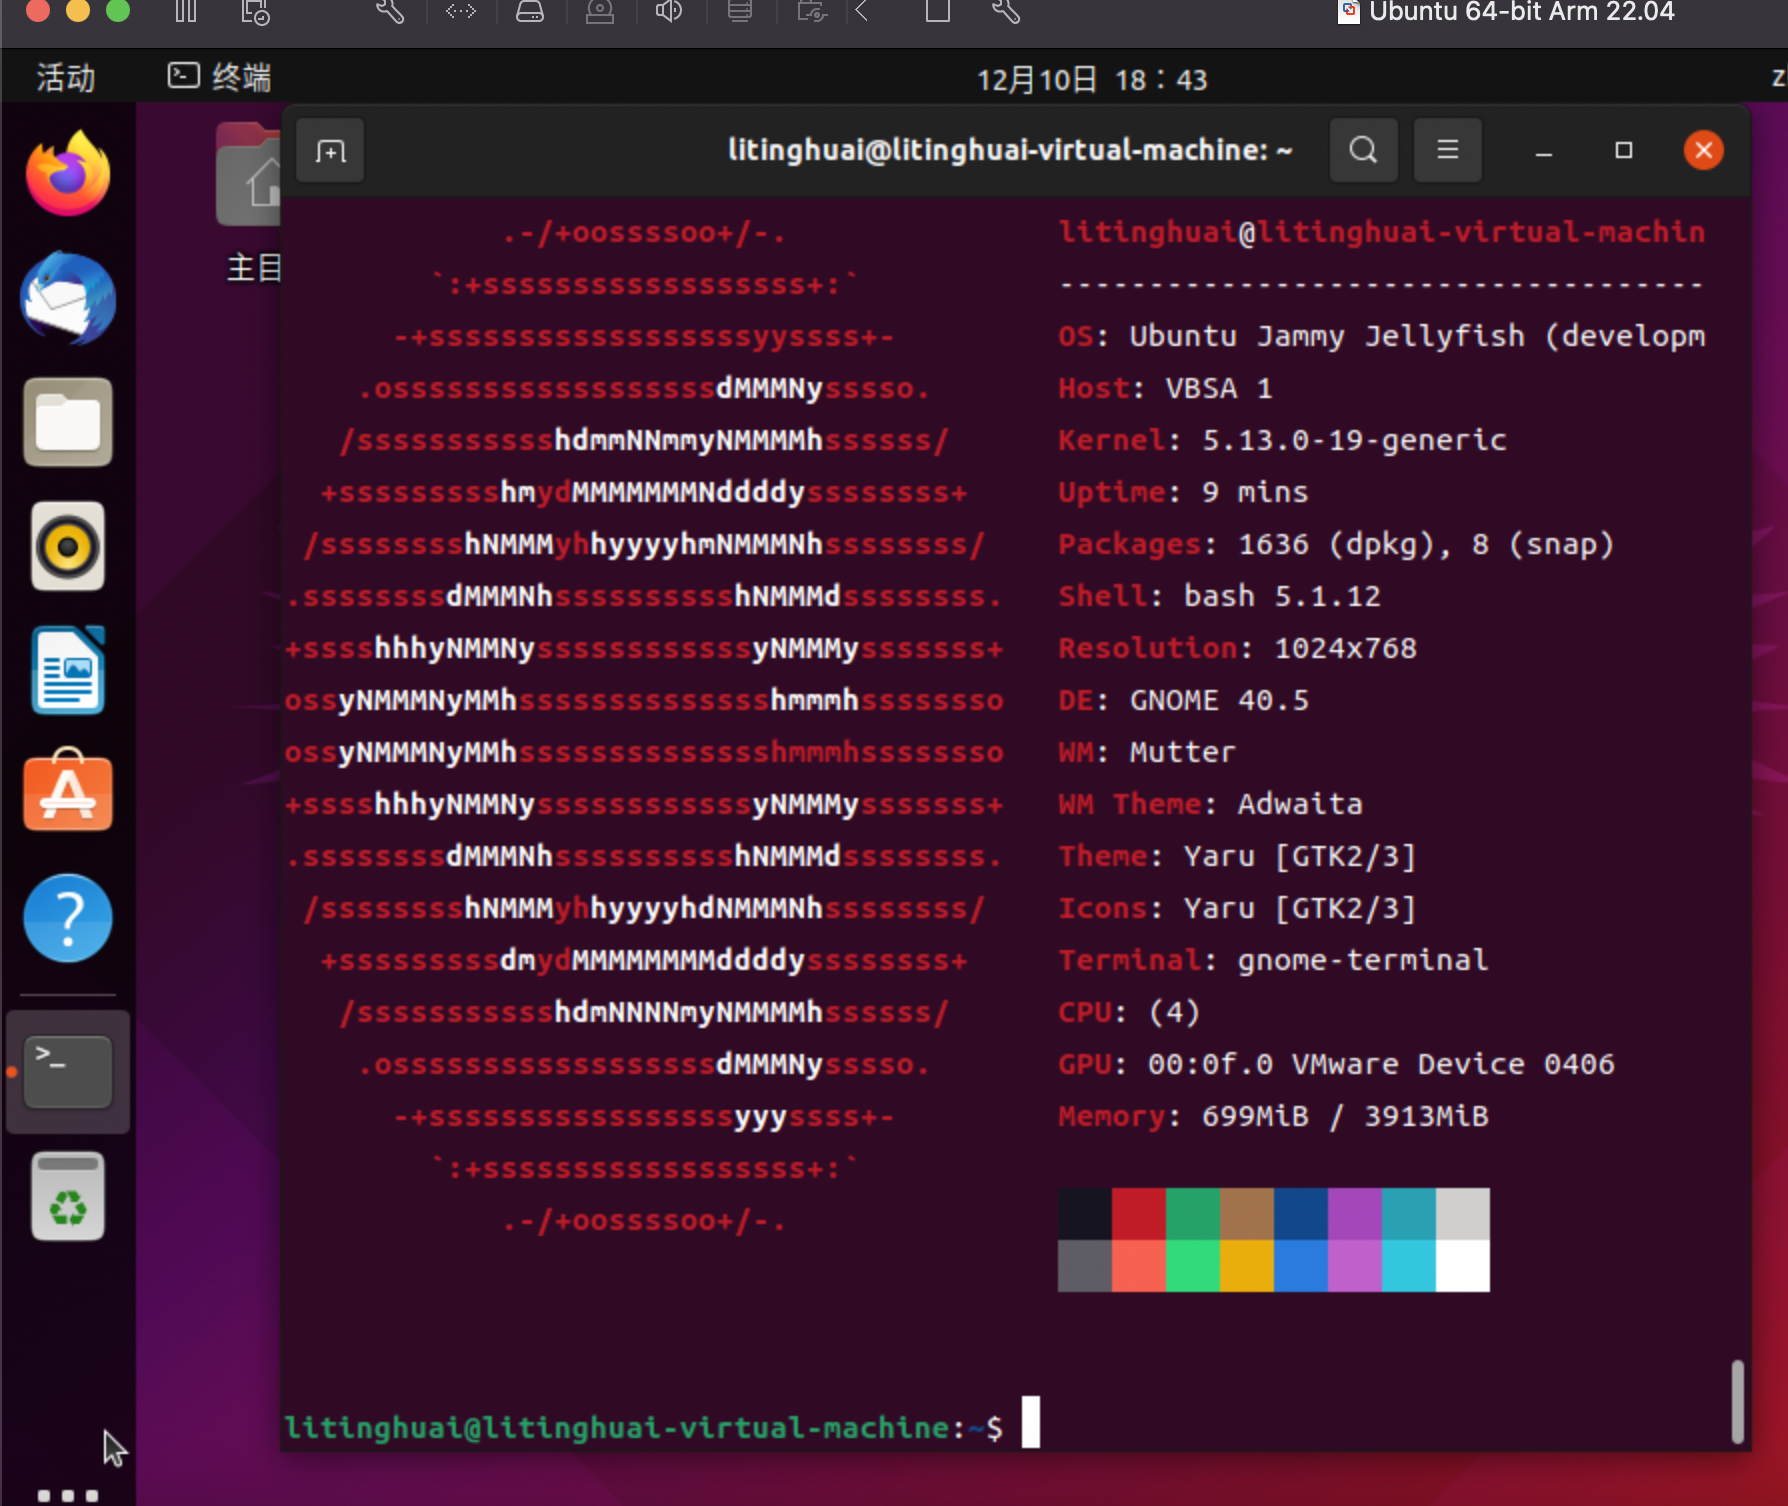 Ubuntu 64-bit Arm 22.04
活动 终端 12月10日 18：43 z
主目
litinghuai@litinghuai-virtual-machine: ~
.-/+oossssoo+/-. litinghuai@litinghuai-virtual-machin
`:+ssssssssssssssssss+:` ------------------------------------
-+ssssssssssssssssssyyssss+- OS: Ubuntu Jammy Jellyfish (developm
.ossssssssssssssssssdMMMNysssso. Host: VBSA 1
/ssssssssssshdmmNNmmyNMMMMhssssss/ Kernel: 5.13.0-19-generic
+ssssssssshmydMMMMMMMNddddyssssssss+ Uptime: 9 mins
/sssssssshNMMMyhhyyyyhmNMMMNhssssssss/ Packages: 1636 (dpkg), 8 (snap)
.ssssssssdMMMNhsssssssssshNMMMdssssssss. Shell: bash 5.1.12
+sssshhhyNMMNyssssssssssssyNMMMysssssss+ Resolution: 1024x768
ossyNMMMNyMMhsssssssssssssshmmmhssssssso DE: GNOME 40.5
ossyNMMMNyMMhsssssssssssssshmmmhssssssso WM: Mutter
+sssshhhyNMMNyssssssssssssyNMMMysssssss+ WM Theme: Adwaita
.ssssssssdMMMNhsssssssssshNMMMdssssssss. Theme: Yaru [GTK2/3]
/sssssssshNMMMyhhyyyyhdNMMMNhssssssss/ Icons: Yaru [GTK2/3]
+sssssssssdmydMMMMMMMMddddyssssssss+ Terminal: gnome-terminal
/ssssssssssshdmNNNNmyNMMMMhssssss/ CPU: (4)
.ossssssssssssssssssdMMMNysssso. GPU: 00:0f.0 VMware Device 0406
-+sssssssssssssssssyyyssss+- Memory: 699MiB / 3913MiB
`:+ssssssssssssssssss+:`
.-/+oossssoo+/-.
litinghuai@litinghuai-virtual-machine:~$